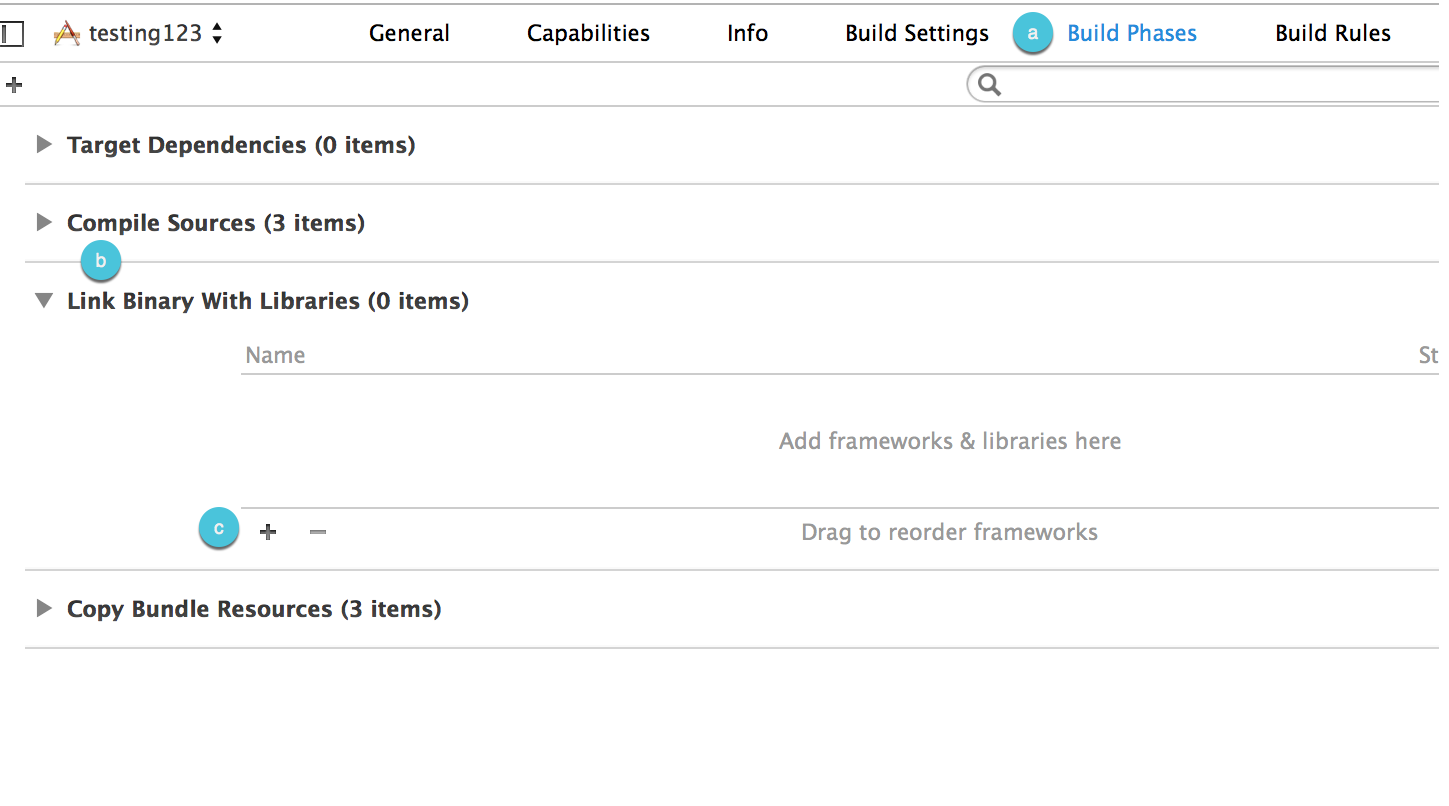 testing123 General Capabilities Info Build Settings a Build Phases Build Rules
Target Dependencies (0 items)
Compile Sources (3 items)
b
Link Binary With Libraries (0 items)
Name St
Add frameworks & libraries here
c Drag to reorder frameworks
Copy Bundle Resources (3 items)